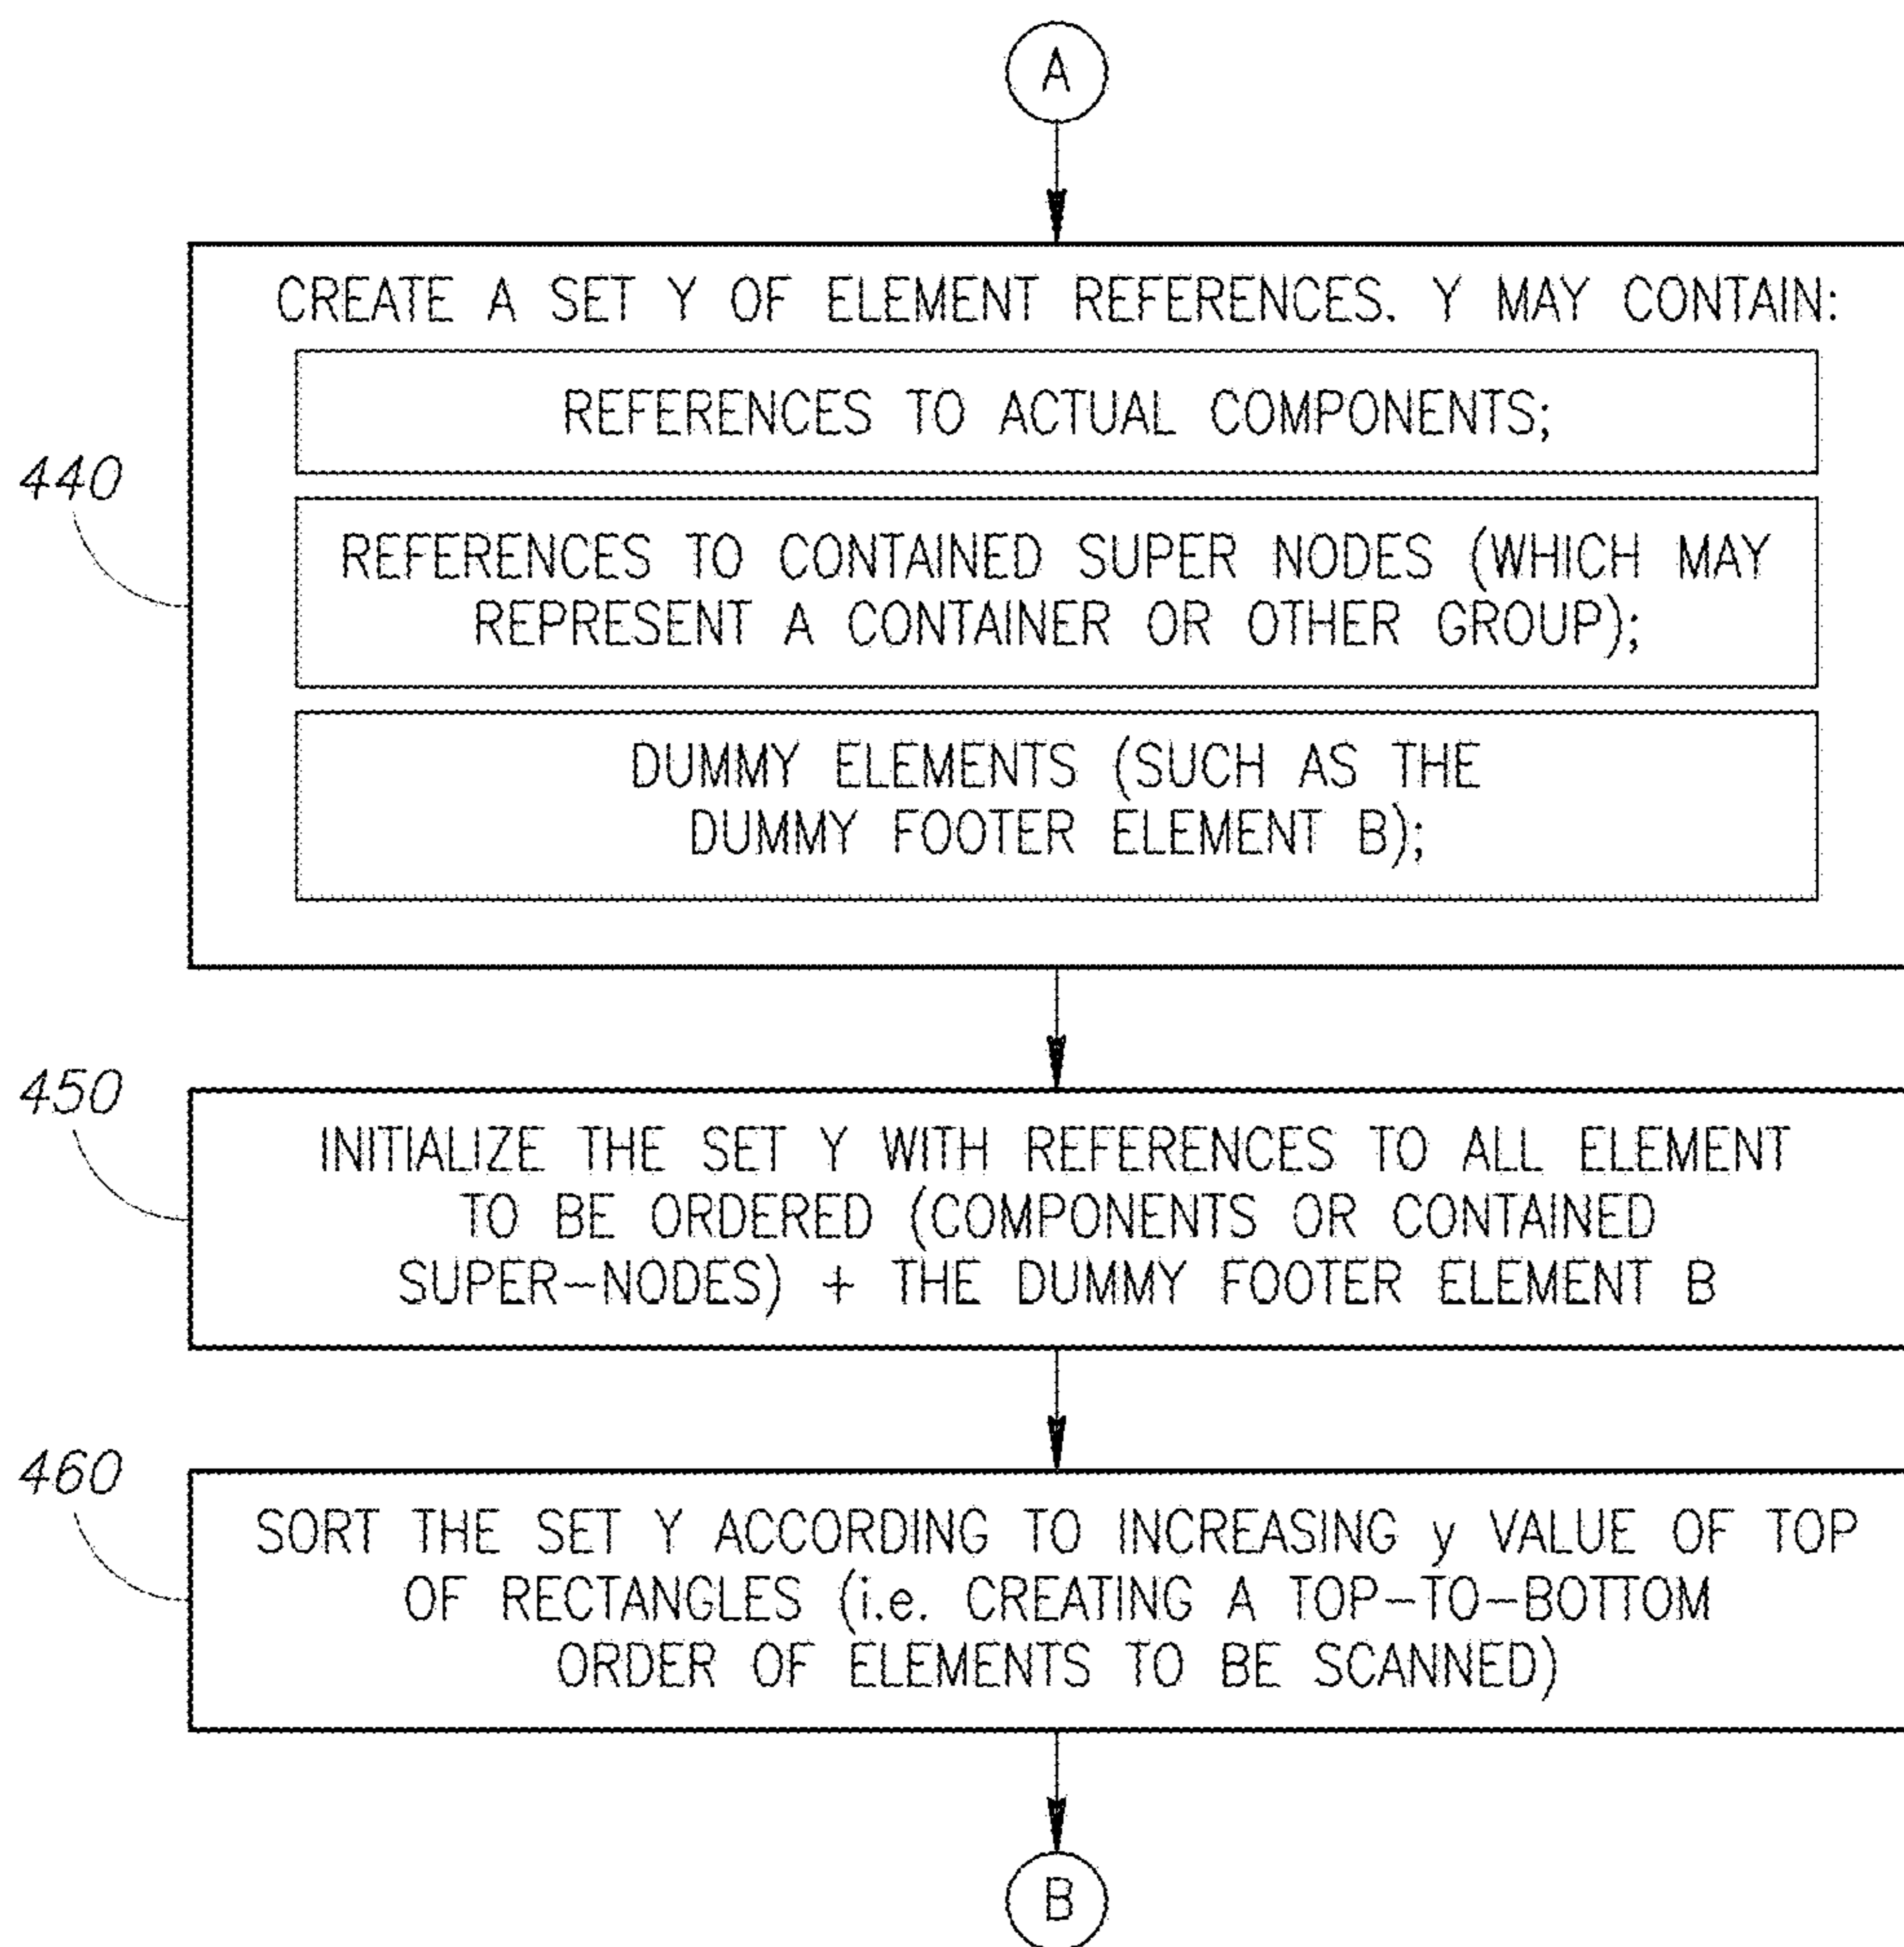 A
CREATE A SET Y OF ELEMENT REFERENCES. Y MAY CONTAIN:
REFERENCES TO ACTUAL COMPONENTS;
440
REFERENCES TO CONTAINED SUPER NODES (WHICH MAY
REPRESENT A CONTAINER OR OTHER GROUP);
DUMMY ELEMENTS (SUCH AS THE
DUMMY FOOTER ELEMENT B);
450
INITIALIZE THE SET Y WITH REFERENCES TO ALL ELEMENT
TO BE ORDERED (COMPONENTS OR CONTAINED
SUPER-NODES) + THE DUMMY FOOTER ELEMENT B
460
SORT THE SET Y ACCORDING TO INCREASING y VALUE OF TOP
OF RECTANGLES (i.e. CREATING A TOP-TO-BOTTOM
ORDER OF ELEMENTS TO BE SCANNED)
B